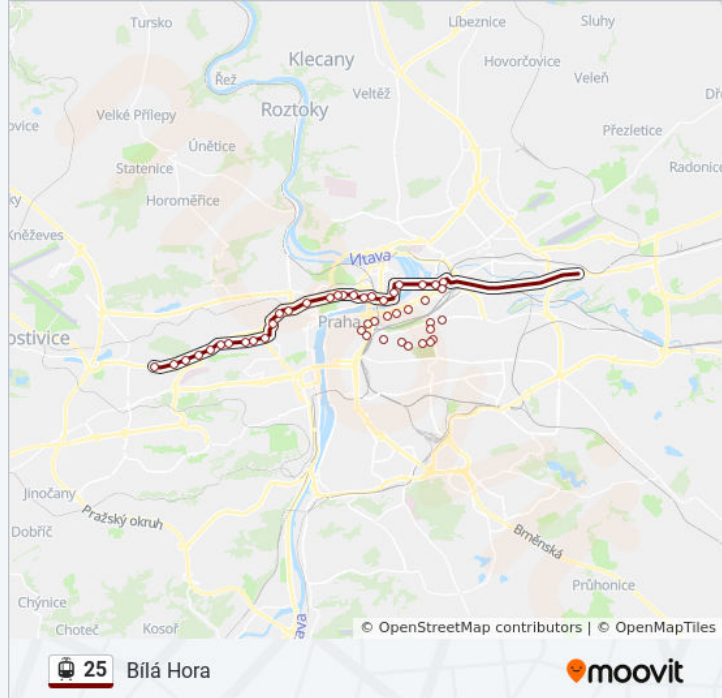 Tursko
Líbeznice
Sluhy
Klecany
Hovorčovice
Řež
Veltěž
Veleň
Roztoky
Velké Přílepy
Přezletice
ovice
Únětice
Statenice
Radonice
Horoměřice
Kněževes
Vltava
Praha
ostivice
Jinočany
Pražský okruh
Dobříč
Brněnská
Průhonice
Chýnice
Choteč
Kosoř
© OpenStreetMap contributors | © OpenMapTiles
25 Bílá Hora
moovit